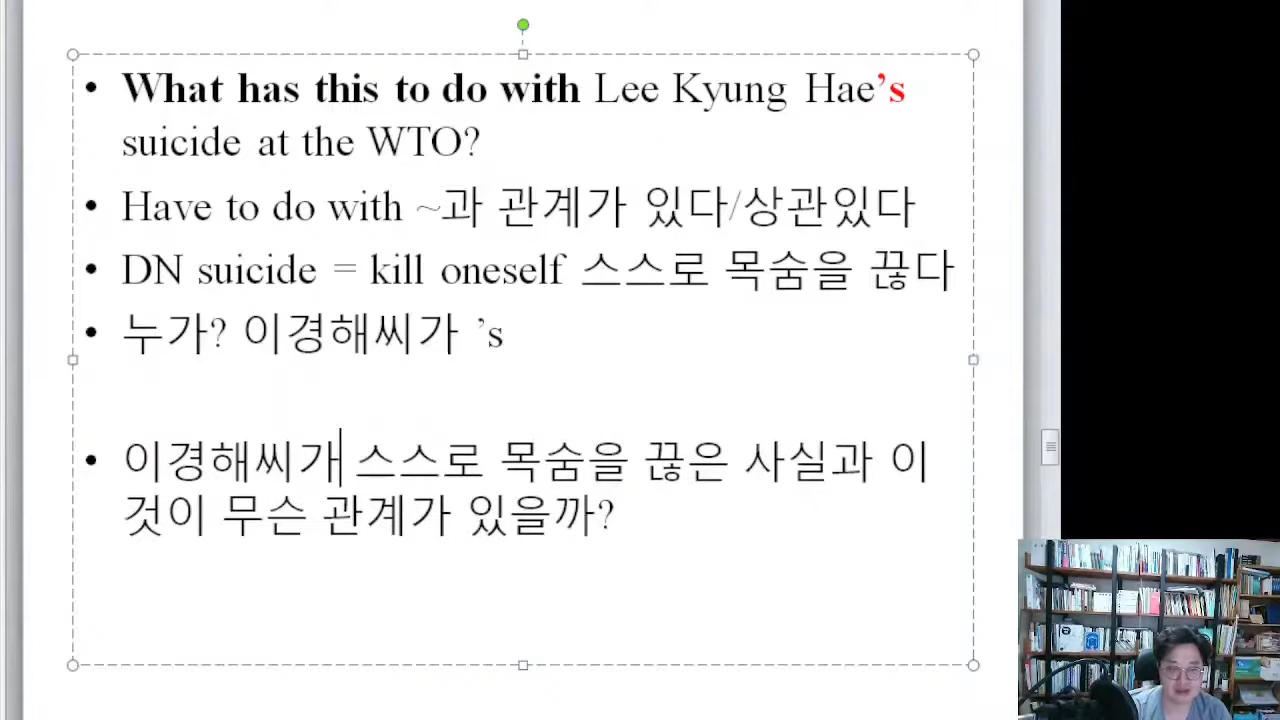 • What has this to do with Lee Kyung Hae’s
suicide at the WTO?
• Have to do with ~과 관계가 있다/상관있다
• DN suicide = kill oneself 스스로 목숨을 끊다
• 누가? 이경해씨가 ’s
• 이경해씨가 스스로 목숨을 끊은 사실과 이
것이 무슨 관계가 있을까?